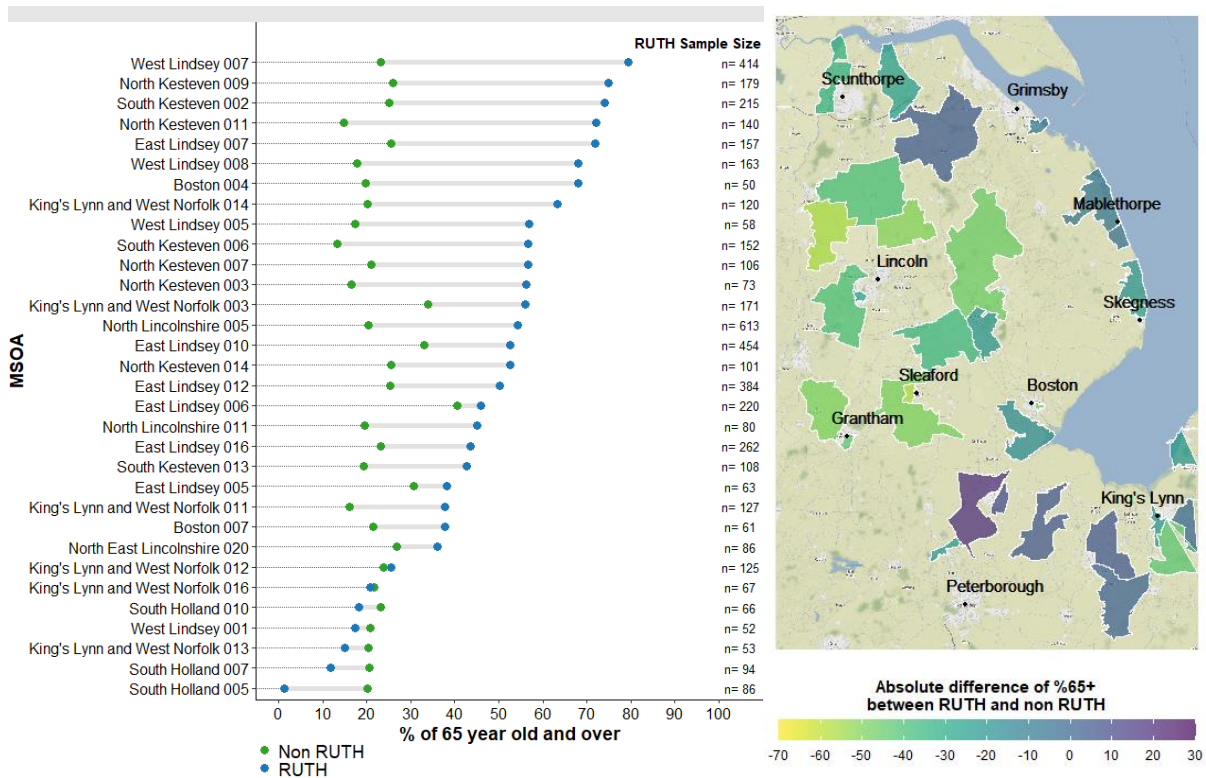 RUTH Sample Size
West Lindsey 007 n= 414
North Kesteven 009 n= 179
South Kesteven 002 n= 215
North Kesteven 011 n= 140
East Lindsey 007 n= 157
West Lindsey 008 n= 163
Boston 004 n= 50
King's Lynn and West Norfolk 014 n= 120
West Lindsey 005 n= 58
South Kesteven 006 n= 152
North Kesteven 007 n= 106
North Kesteven 003 n= 73
King's Lynn and West Norfolk 003 n= 171
North Lincolnshire 005 n= 613
East Lindsey 010 n= 454
North Kesteven 014 n= 101
East Lindsey 012 n= 384
East Lindsey 006 n= 220
North Lincolnshire 011 n= 80
East Lindsey 016 n= 262
South Kesteven 013 n= 108
East Lindsey 005 n= 63
King's Lynn and West Norfolk 011 n= 127
Boston 007 n= 61
North East Lincolnshire 020 n= 86
King's Lynn and West Norfolk 012 n= 125
King's Lynn and West Norfolk 016 n= 67
South Holland 010 n= 66
West Lindsey 001 n= 52
King's Lynn and West Norfolk 013 n= 53
South Holland 007 n= 94
South Holland 005 n= 86
MSOA
0 10 20 30 40 50 60 70 80 90 100
% of 65 year old and over
Non RUTH
RUTH
Scunthorpe
Grimsby
Mablethorpe
Lincoln
Skegness
Sleaford
Boston
Grantham
King's Lynn
Peterborough
Absolute difference of %65+
between RUTH and non RUTH
-70 -60 -50 -40 -30 -20 -10 0 10 20 30